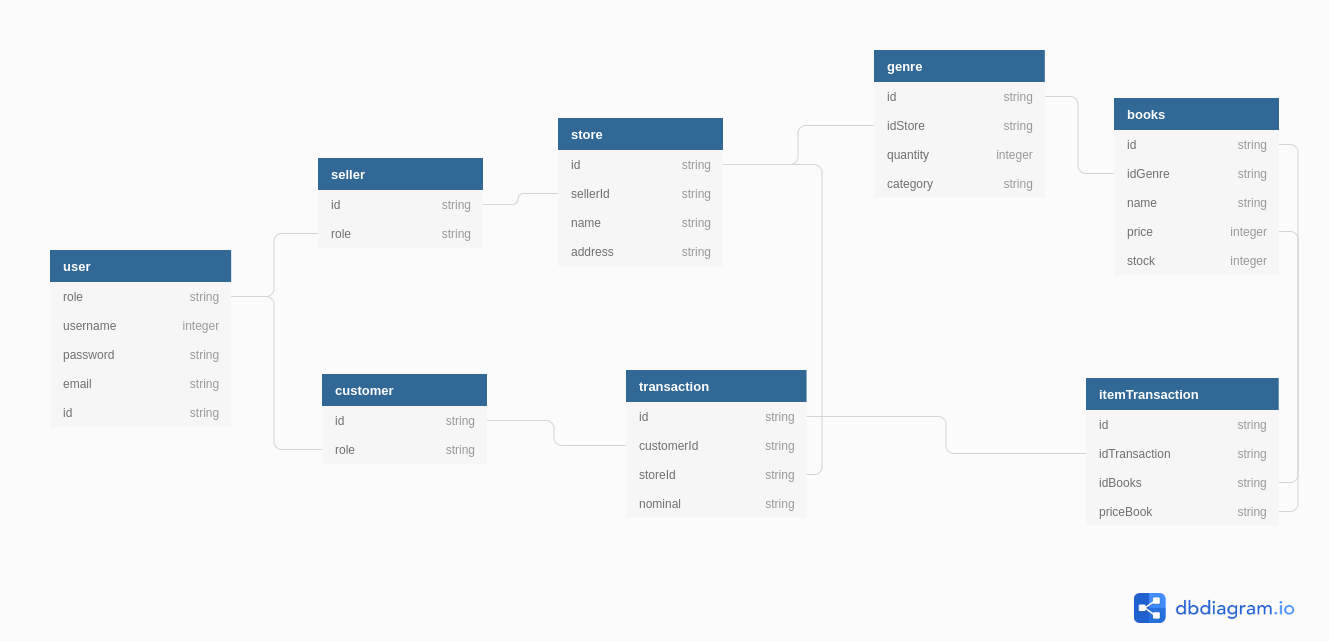 user
role string
username integer
password string
email string
id string
seller
id string
role string
customer
id string
role string
store
id string
sellerId string
name string
address string
transaction
id string
customerId string
storeId string
nominal string
genre
id string
idStore string
quantity integer
category string
books
id string
idGenre string
name string
price integer
stock integer
itemTransaction
id string
idTransaction string
idBooks string
priceBook string
dbdiagram.io